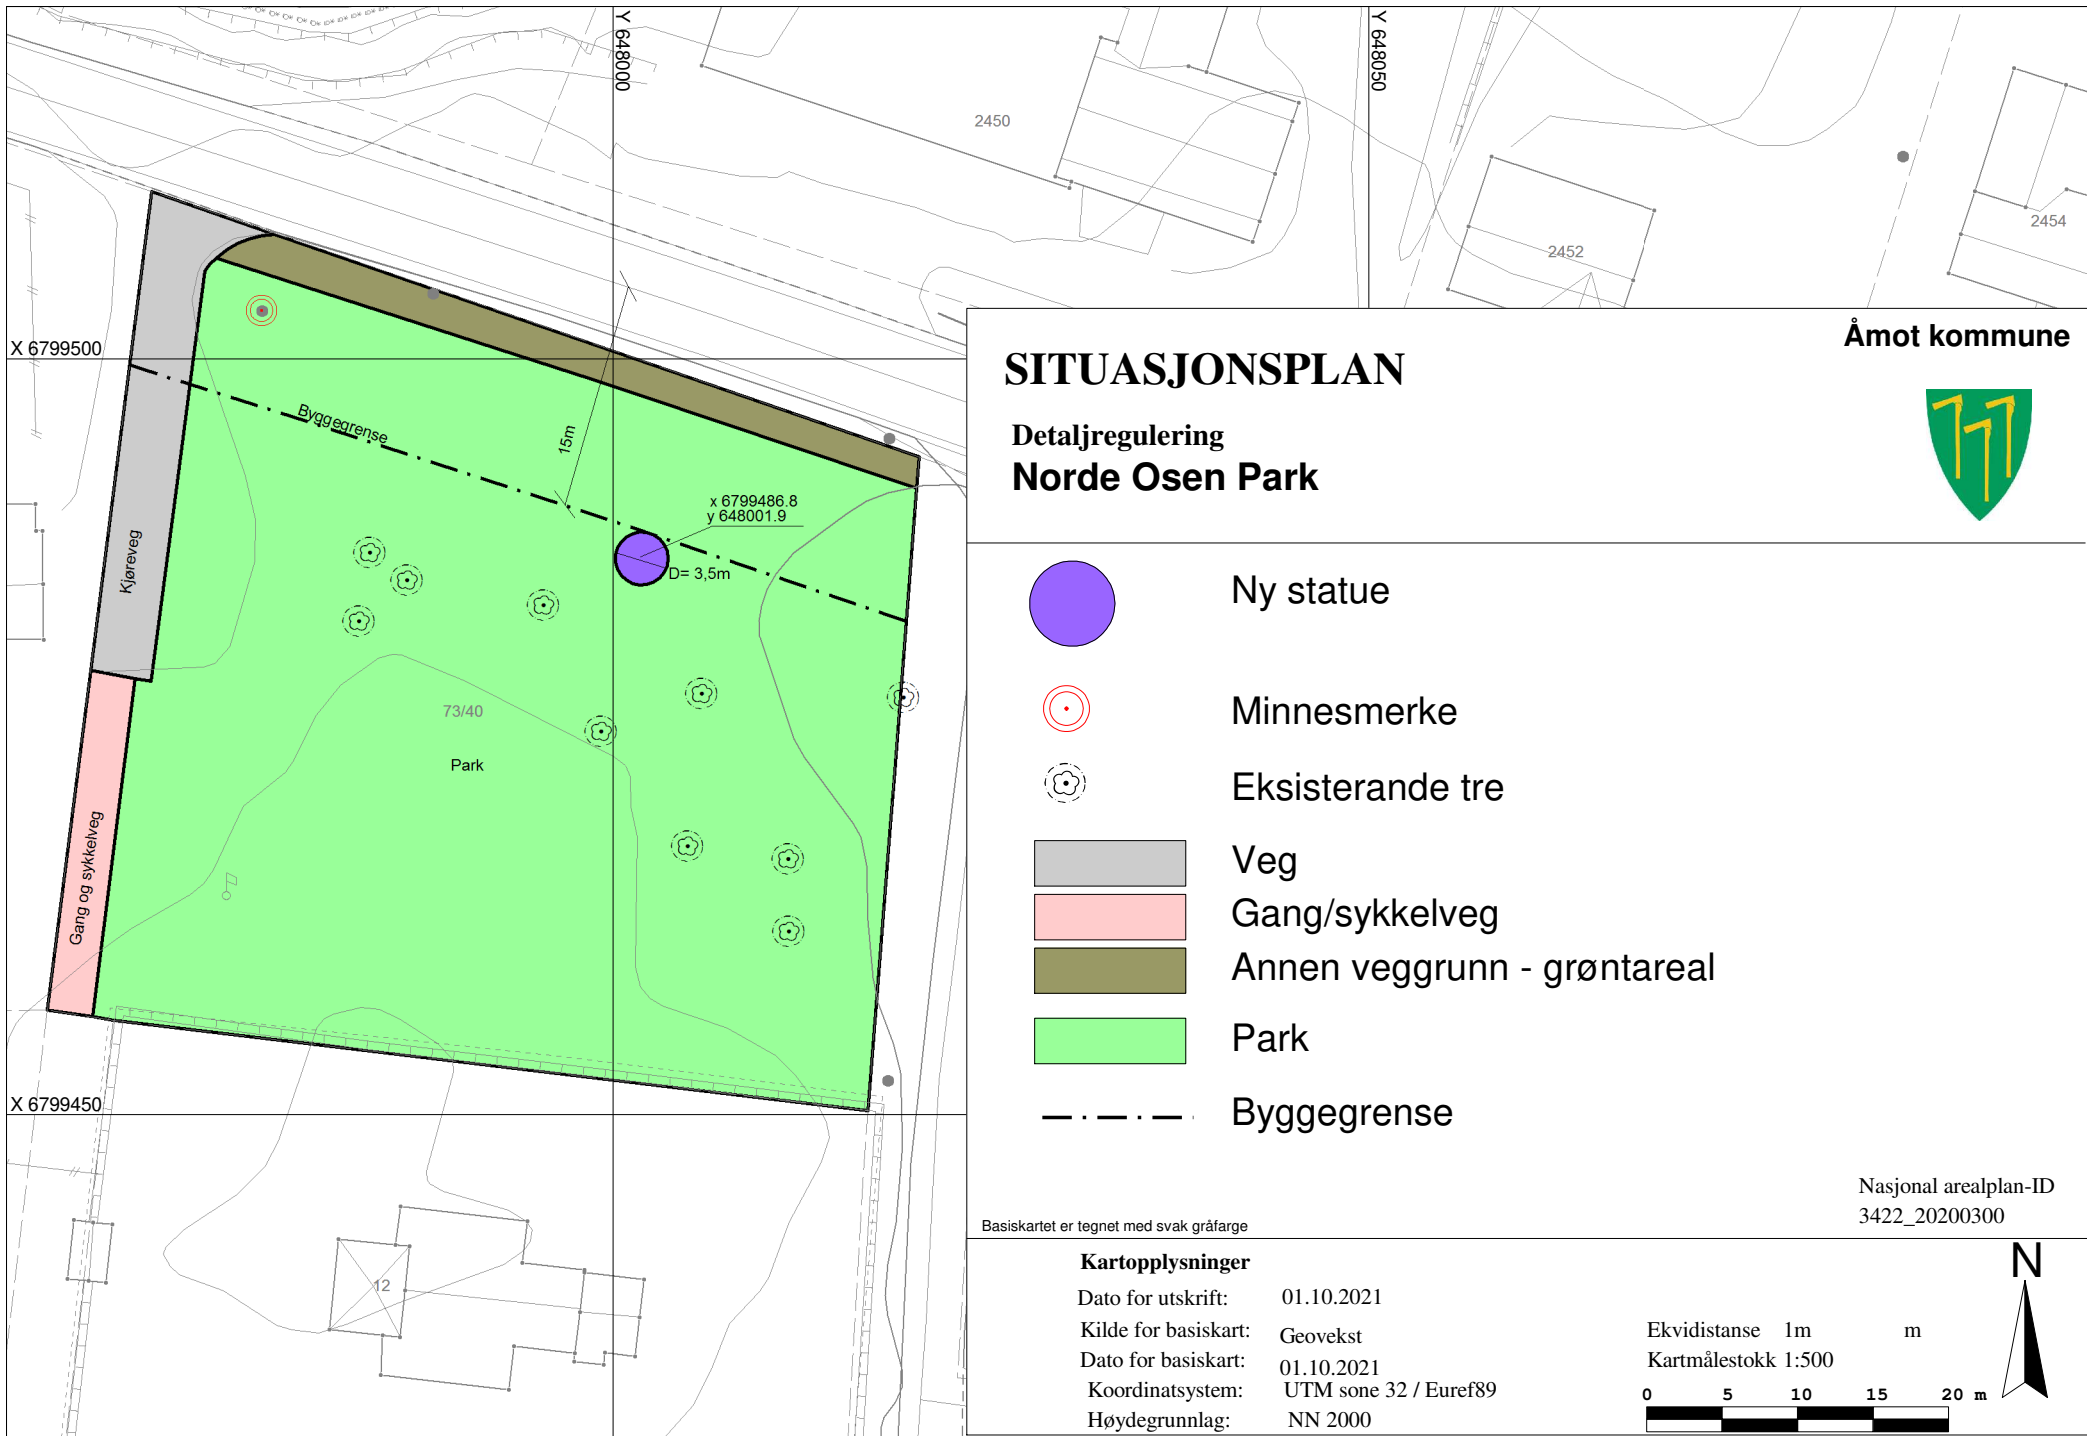 Y 648000
Y 648050
2450
2452
2454
X 6799500
Byggegrense
15m
x 6799486.8
y 648001.9
D= 3,5m
Kjøreveg
73/40
Park
Gang og sykkelveg
X 6799450
12
Åmot kommune
SITUASJONSPLAN
Detaljregulering
Norde Osen Park
Ny statue
Minnesmerke
Eksisterande tre
Veg
Gang/sykkelveg
Annen veggrunn - grøntareal
Park
Byggegrense
Nasjonal arealplan-ID
3422_20200300
Basiskartet er tegnet med svak gråfarge
Kartopplysninger
Dato for utskrift: 01.10.2021
Kilde for basiskart: Geovekst
Dato for basiskart: 01.10.2021
Koordinatsystem: UTM sone 32 / Euref89
Høydegrunnlag: NN 2000
Ekvidistanse 1m m
Kartmålestokk 1:500
0 5 10 15 20 m
N